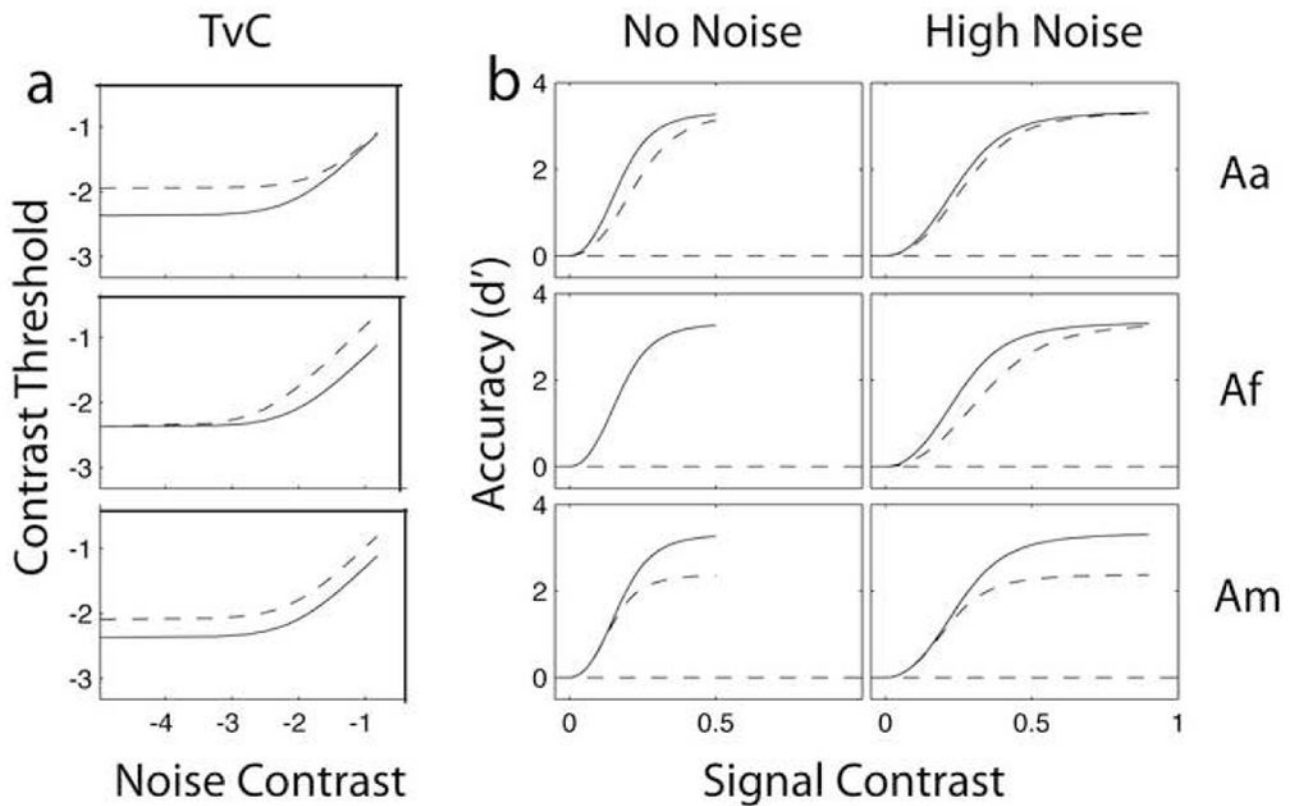 TvC
No Noise
High Noise
a
b
Contrast Threshold
-1
-2
-3
-1
-2
-3
-1
-2
-3
-4
-3
-2
-1
Noise Contrast
Accuracy (d')
4
2
0
4
2
0
4
2
0
0
0.5
0
0.5
1
Signal Contrast
Aa
Af
Am